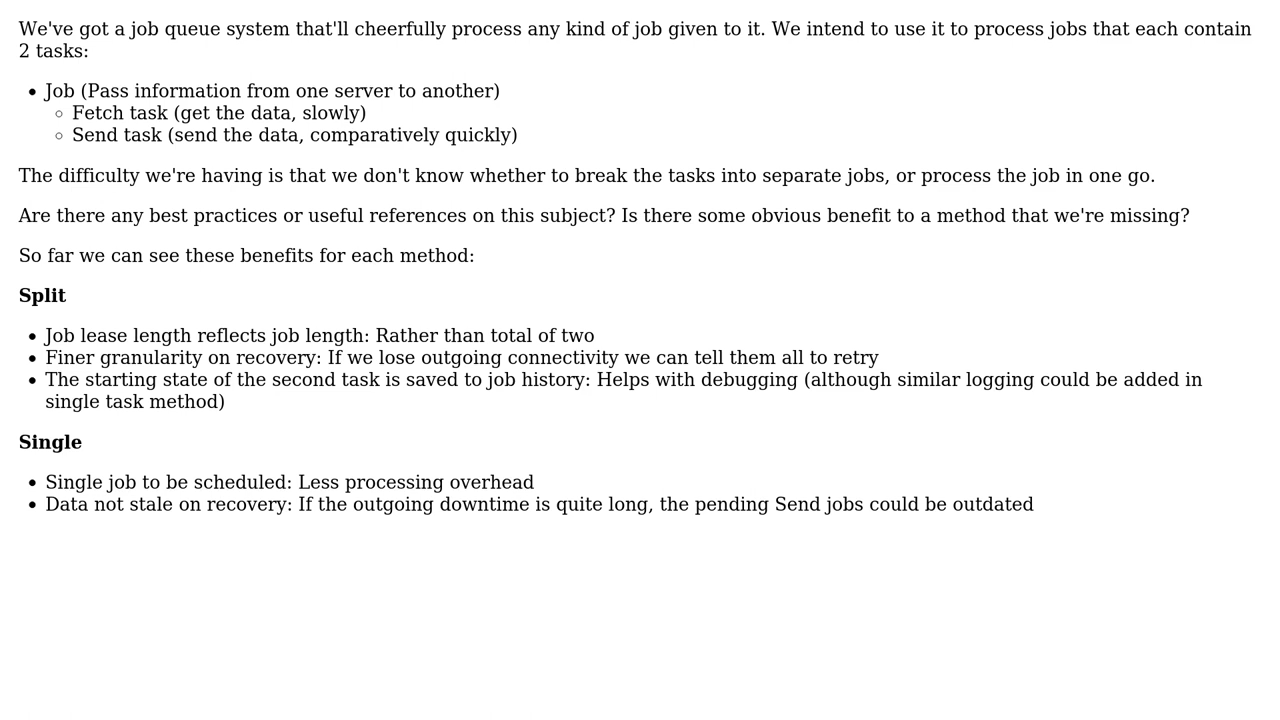 We've got a job queue system that'll cheerfully process any kind of job given to it. We intend to use it to process jobs that each contain
2 tasks:
Job (Pass information from one server to another)
Fetch task (get the data, slowly)
Send task (send the data, comparatively quickly)
The difficulty we're having is that we don't know whether to break the tasks into separate jobs, or process the job in one go.
Are there any best practices or useful references on this subject? Is there some obvious benefit to a method that we're missing?
So far we can see these benefits for each method:
Split
Job lease length reflects job length: Rather than total of two
Finer granularity on recovery: If we lose outgoing connectivity we can tell them all to retry
The starting state of the second task is saved to job history: Helps with debugging (although similar logging could be added in
single task method)
Single
Single job to be scheduled: Less processing overhead
Data not stale on recovery: If the outgoing downtime is quite long, the pending Send jobs could be outdated